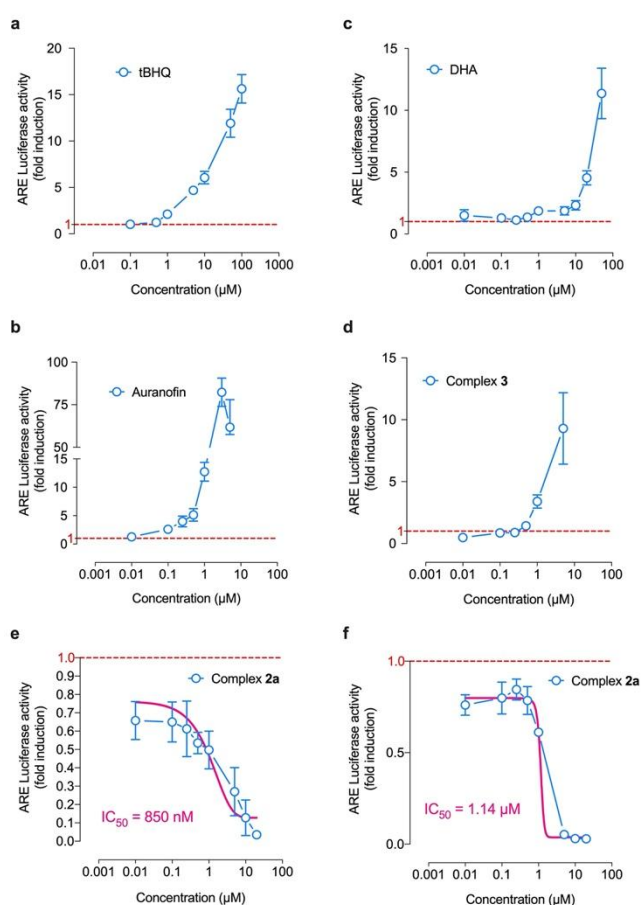 a
ARE Luciferase activity
(fold induction)
20
15
10
5
0
1
tBHQ
0.01 0.1 1 10 100 1000
Concentration (µM)
c
ARE Luciferase activity
(fold induction)
15
10
5
0
1
DHA
0.001 0.01 0.1 1 10 100
Concentration (µM)
b
ARE Luciferase activity
(fold induction)
100
75
50
15
10
5
0
1
Auranofin
0.001 0.01 0.1 1 10 100
Concentration (µM)
d
ARE Luciferase activity
(fold induction)
15
10
5
0
1
Complex 3
0.001 0.01 0.1 1 10 100
Concentration (µM)
e
ARE Luciferase activity
(fold induction)
1.0
0.8
0.7
0.6
0.5
0.4
0.3
0.2
0.1
0.0
Complex 2a
IC50 = 850 nM
0.001 0.01 0.1 1 10 100
Concentration (µM)
f
ARE Luciferase activity
(fold induction)
1.0
0.5
0.0
Complex 2a
IC50 = 1.14 µM
0.001 0.01 0.1 1 10 100
Concentration (µM)